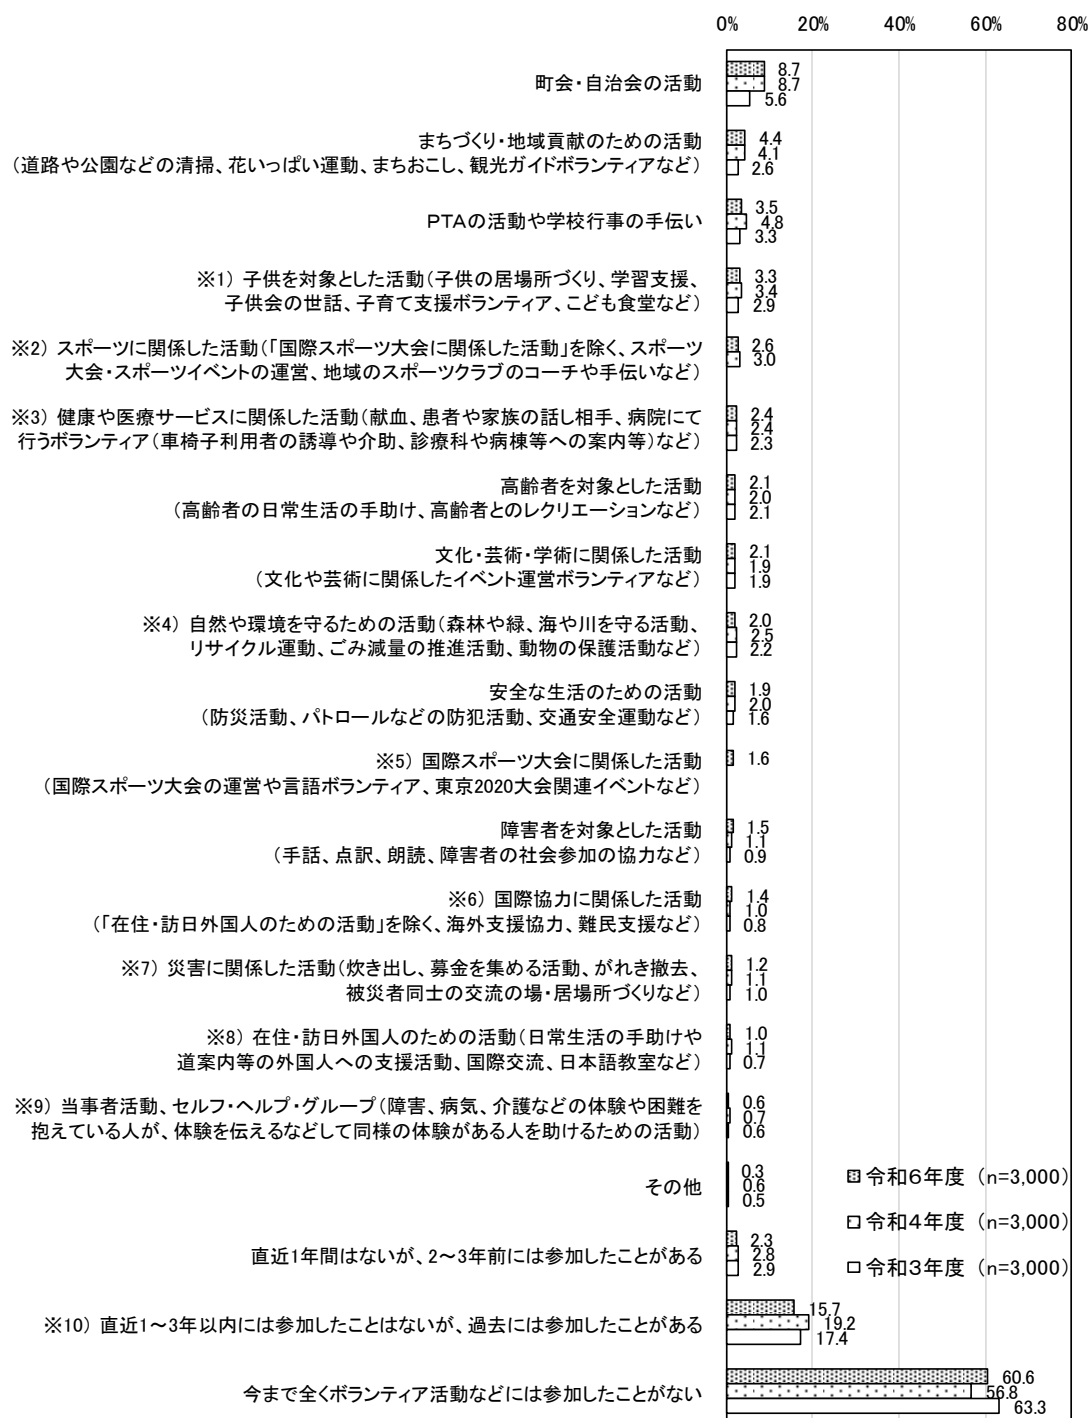 0% 20% 40% 60% 80%
町会・自治会の活動
8.7
8.7
5.6
まちづくり・地域貢献のための活動
(道路や公園などの清掃、花いっぱい運動、まちおこし、観光ガイドボランティアなど)
4.4
4.1
2.6
PTAの活動や学校行事の手伝い
3.5
4.8
3.3
※1) 子供を対象とした活動(子供の居場所づくり、学習支援、
子供会の世話、子育て支援ボランティア、こども食堂など)
3.3
3.4
2.9
※2) スポーツに関係した活動(「国際スポーツ大会に関係した活動」を除く、スポーツ
大会・スポーツイベントの運営、地域のスポーツクラブのコーチや手伝いなど)
2.6
3.0
※3) 健康や医療サービスに関係した活動(献血、患者や家族の話し相手、病院にて
行うボランティア(車椅子利用者の誘導や介助、診療科や病棟等への案内等)など)
2.4
2.4
2.3
高齢者を対象とした活動
(高齢者の日常生活の手助け、高齢者とのレクリエーションなど)
2.1
2.0
2.1
文化・芸術・学術に関係した活動
(文化や芸術に関係したイベント運営ボランティアなど)
2.1
1.9
1.9
※4) 自然や環境を守るための活動(森林や緑、海や川を守る活動、
リサイクル運動、ごみ減量の推進活動、動物の保護活動など)
2.0
2.5
2.2
安全な生活のための活動
(防災活動、パトロールなどの防犯活動、交通安全運動など)
1.9
2.0
1.6
※5) 国際スポーツ大会に関係した活動
(国際スポーツ大会の運営や言語ボランティア、東京2020大会関連イベントなど)
1.6
障害者を対象とした活動
(手話、点訳、朗読、障害者の社会参加の協力など)
1.5
1.1
0.9
※6) 国際協力に関係した活動
(「在住・訪日外国人のための活動」を除く、海外支援協力、難民支援など)
1.4
1.0
0.8
※7) 災害に関係した活動(炊き出し、募金を集める活動、がれき撤去、
被災者同士の交流の場・居場所づくりなど)
1.2
1.1
1.0
※8) 在住・訪日外国人のための活動(日常生活の手助けや
道案内等の外国人への支援活動、国際交流、日本語教室など)
1.0
1.1
0.7
※9) 当事者活動、セルフ・ヘルプ・グループ(障害、病気、介護などの体験や困難を
抱えている人が、体験を伝えるなどして同様の体験がある人を助けるための活動)
0.6
0.7
0.6
その他
0.3
0.6
0.5
令和6年度 (n=3,000)
令和4年度 (n=3,000)
令和3年度 (n=3,000)
直近1年間はないが、2~3年前には参加したことがある
2.3
2.8
2.9
※10) 直近1~3年以内には参加したことはないが、過去には参加したことがある
15.7
19.2
17.4
今まで全くボランティア活動などには参加したことがない
60.6
56.8
63.3